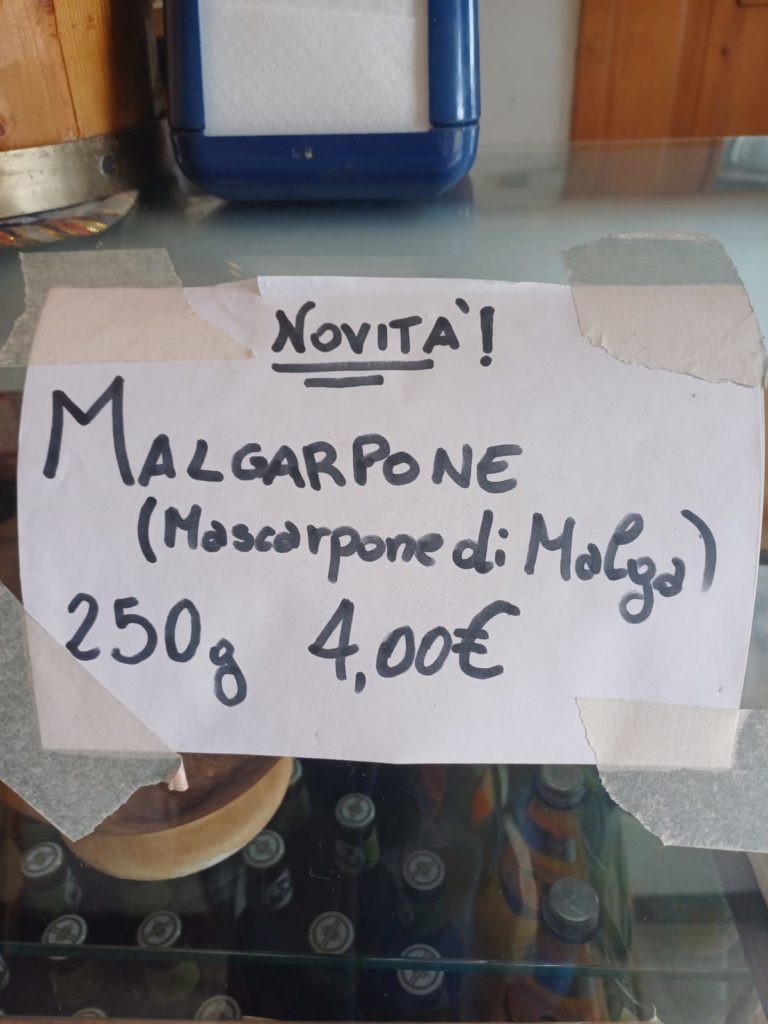 NOVITA'!
MALGARPONE
(Mascarpone di Malga)
250g 4,00€